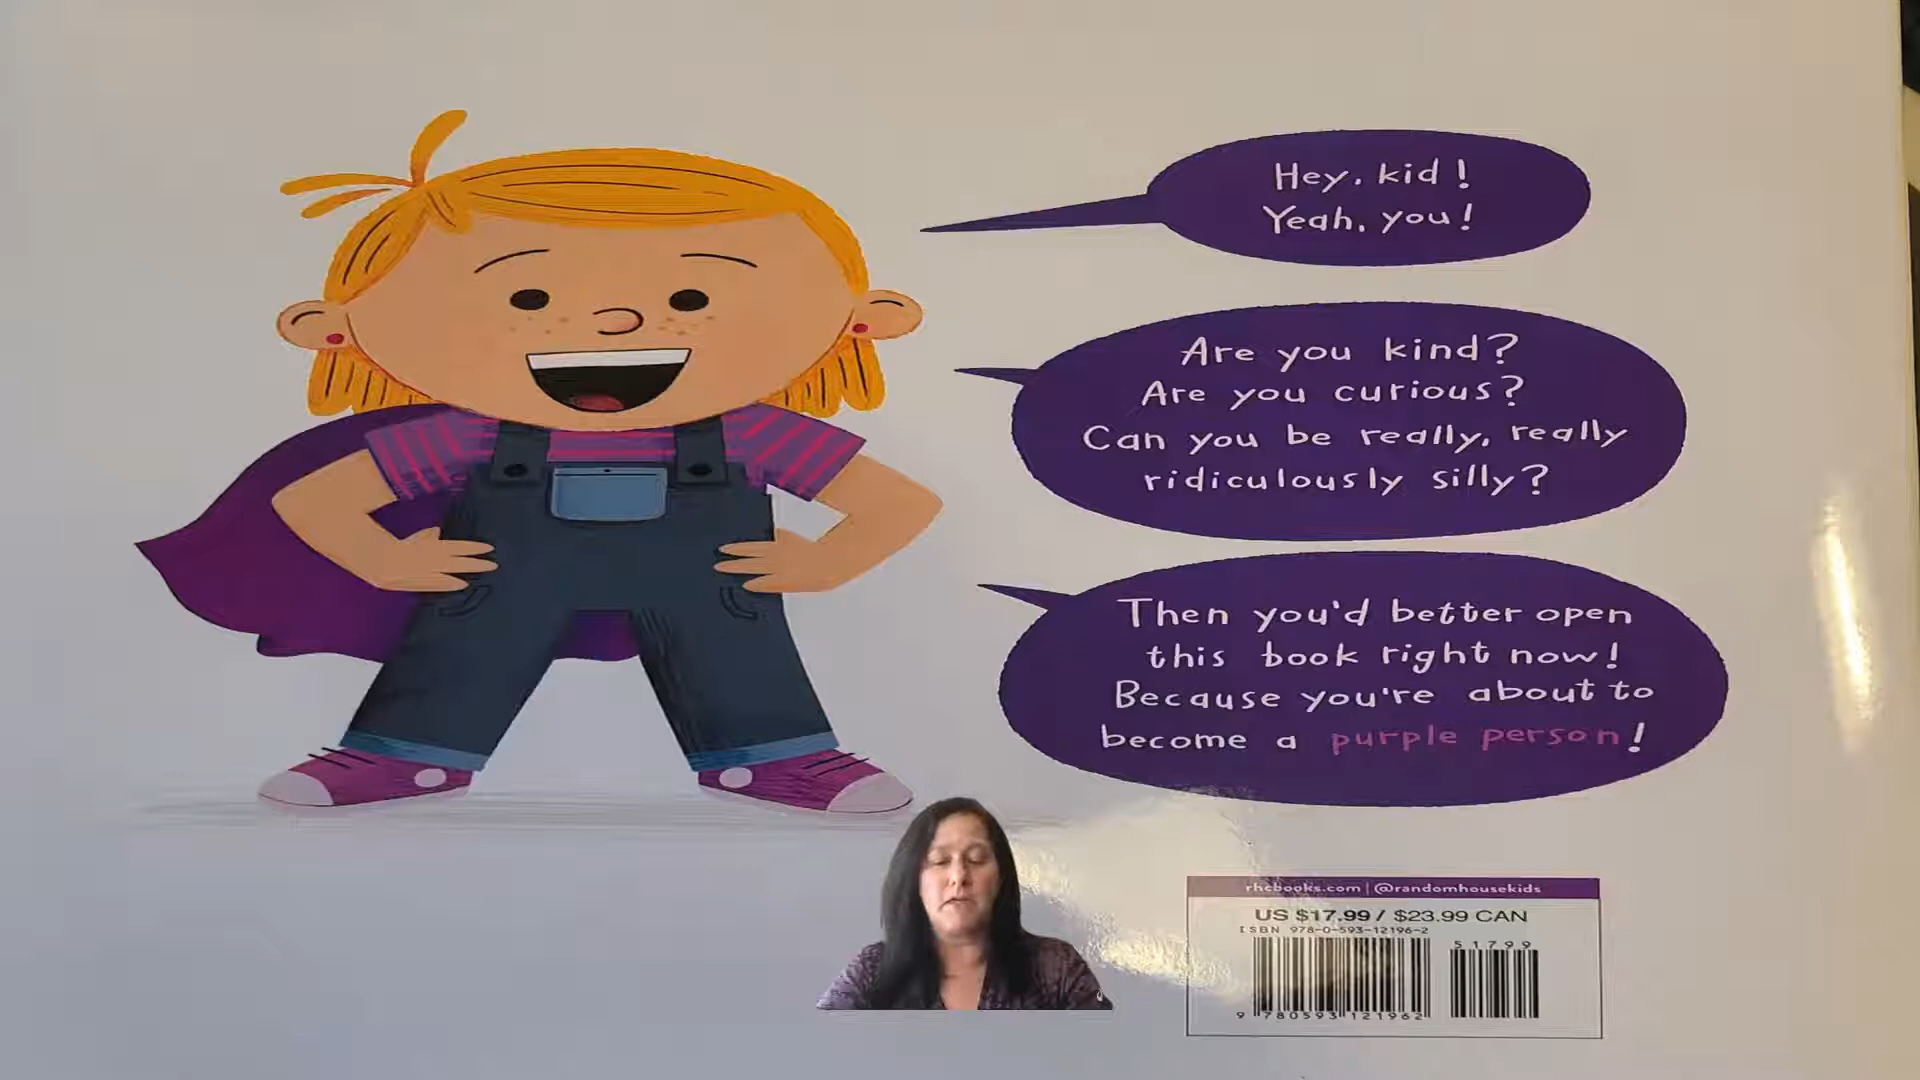 Hey, kid!
Yeah, you!
Are you kind?
Are you curious?
Can you be really, really
ridiculously silly?
Then you'd better open
this book right now!
Because you're about to
become a purple person!
rhcbooks.com | @randomhousekids
US $17.99 / $23.99 CAN
ISBN 978-0-593-12196-2
51799
9 780593 121962